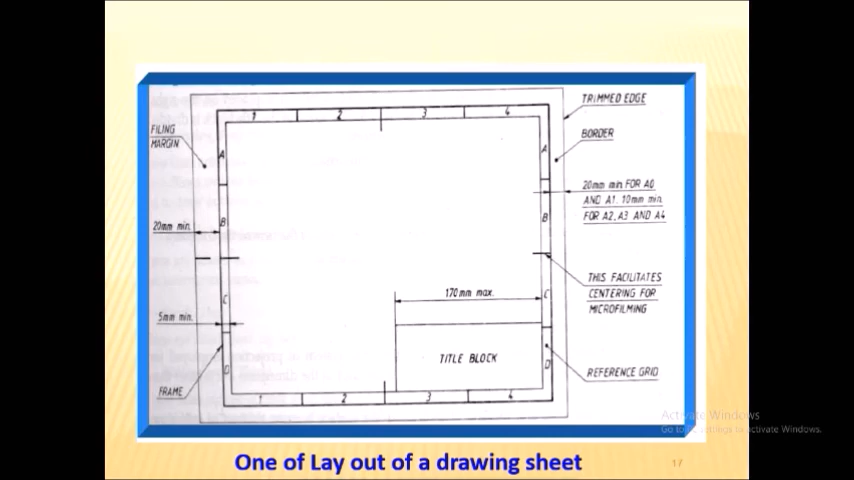 1 2 3 4
TRIMMED EDGE
FILING
MARGIN
BORDER
A A
20mm min. FOR A0
AND A1. 10mm min.
FOR A2, A3 AND A4
B B
20mm min.
THIS FACILITATES
CENTERING FOR
MICROFILMING
170mm max.
C C
5mm min.
TITLE BLOCK
D D
REFERENCE GRID
FRAME
1 2 3 4
Activate Windows
One of Lay out of a drawing sheet
17